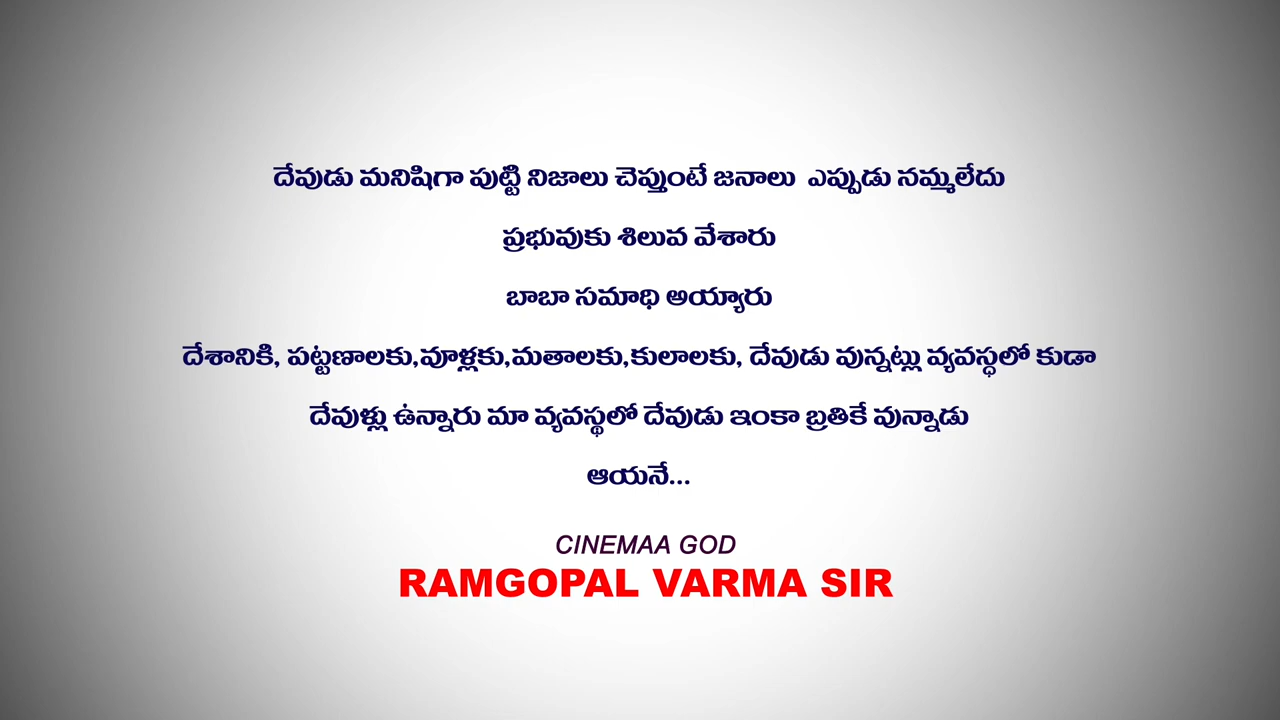 దేవుడు మనిషిగా పుట్టి నిజాలు చెప్తుంటే జనాలు ఎప్పుడు నమ్మలేదు
ప్రభువుకు శిలువ వేశారు
బాబా సమాధి అయ్యారు
దేశానికి, పట్టణాలకు,వూళ్లకు,మతాలకు,కులాలకు, దేవుడు వున్నట్లు వ్యవస్ధలో కుడా
దేవుళ్లు ఉన్నారు మా వ్యవస్థలో దేవుడు ఇంకా బ్రతికే వున్నాడు
ఆయనే...
CINEMAA GOD
RAMGOPAL VARMA SIR